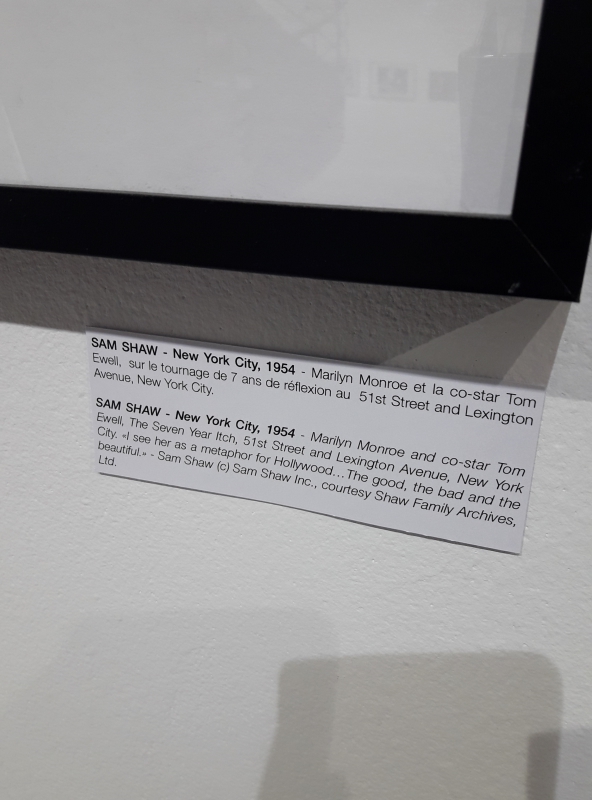 SAM SHAW - New York City, 1954 - Marilyn Monroe et la co-star Tom
Ewell, sur le tournage de 7 ans de réflexion au 51st Street and Lexington
Avenue, New York City.
SAM SHAW - New York City, 1954 - Marilyn Monroe and co-star Tom
Ewell, The Seven Year Itch, 51st Street and Lexington Avenue, New York
City. «I see her as a metaphor for Hollywood...The good, the bad and the
beautiful.» - Sam Shaw (c) Sam Shaw Inc., courtesy Shaw Family Archives,
Ltd.